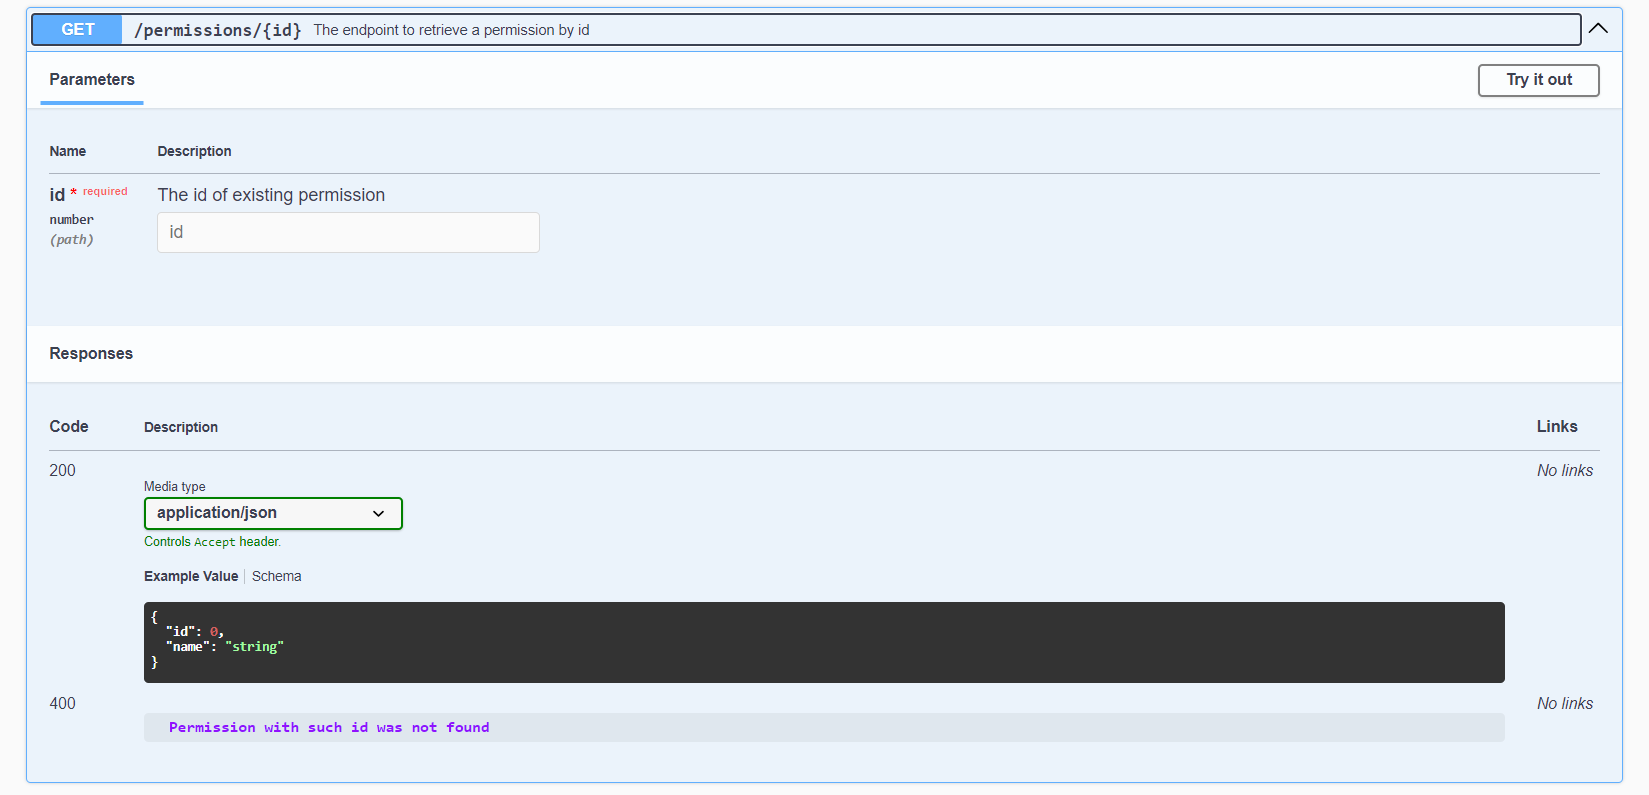 GET /permissions/{id} The endpoint to retrieve a permission by id
Parameters Try it out
Name Description
id * required The id of existing permission
number id
(path)
Responses
Code Description Links
200 No links
Media type
application/json
Controls Accept header.
Example Value Schema
{
"id": 0,
"name": "string"
}
400 No links
Permission with such id was not found